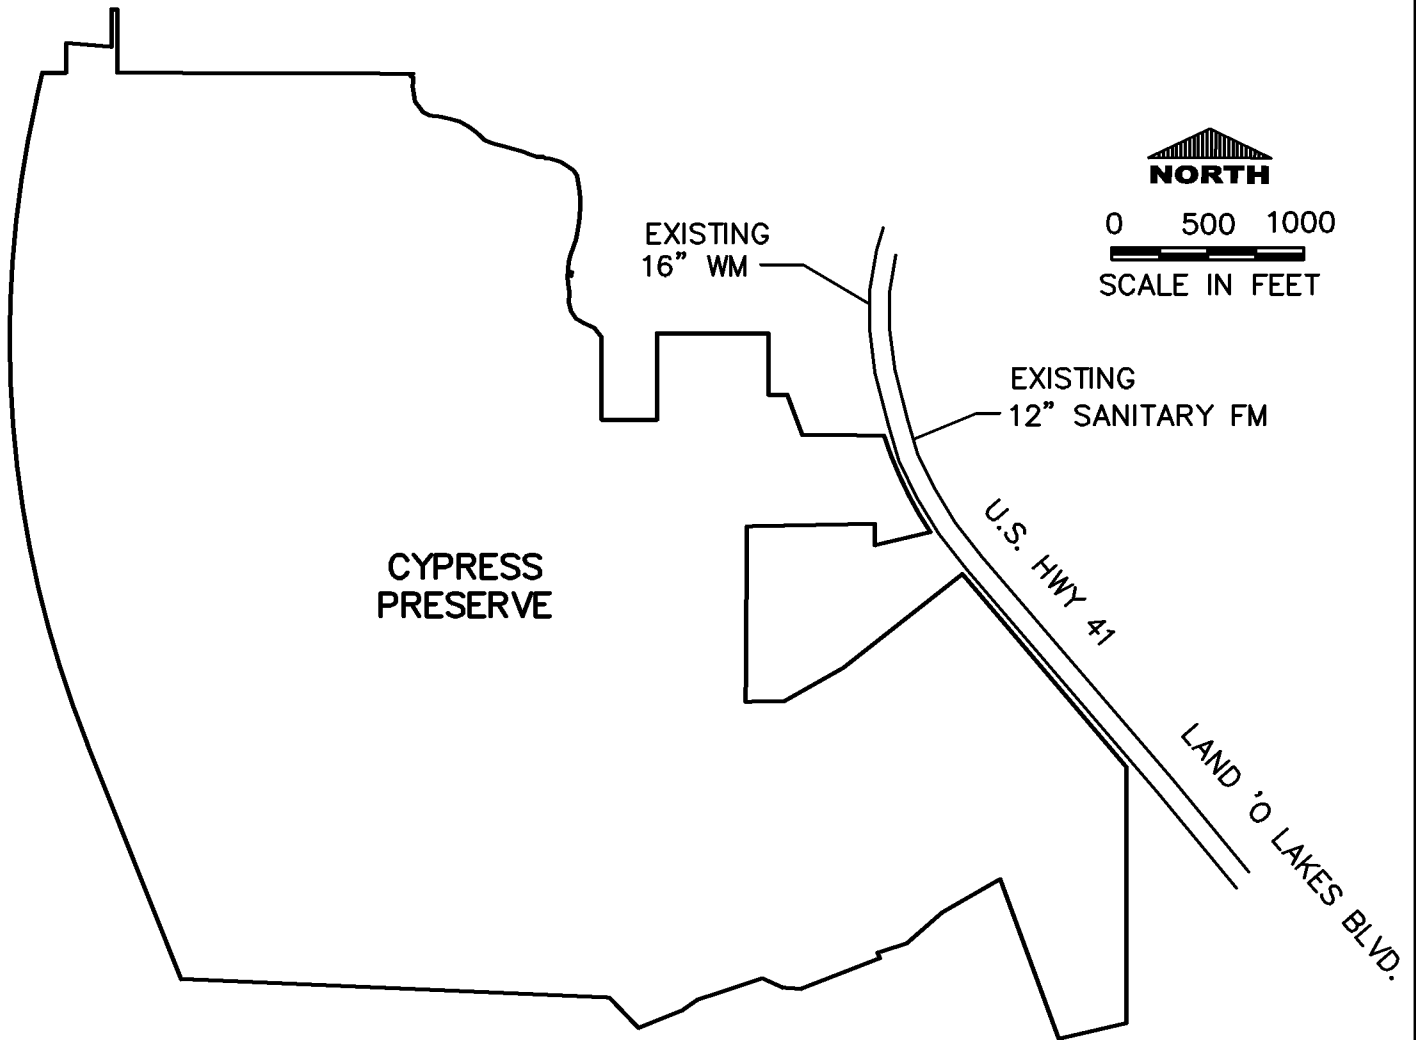 NORTH
0 500 1000
SCALE IN FEET
EXISTING
16” WM
EXISTING
12” SANITARY FM
U.S. HWY 41
CYPRESS
PRESERVE
LAND 'O LAKES BLVD.